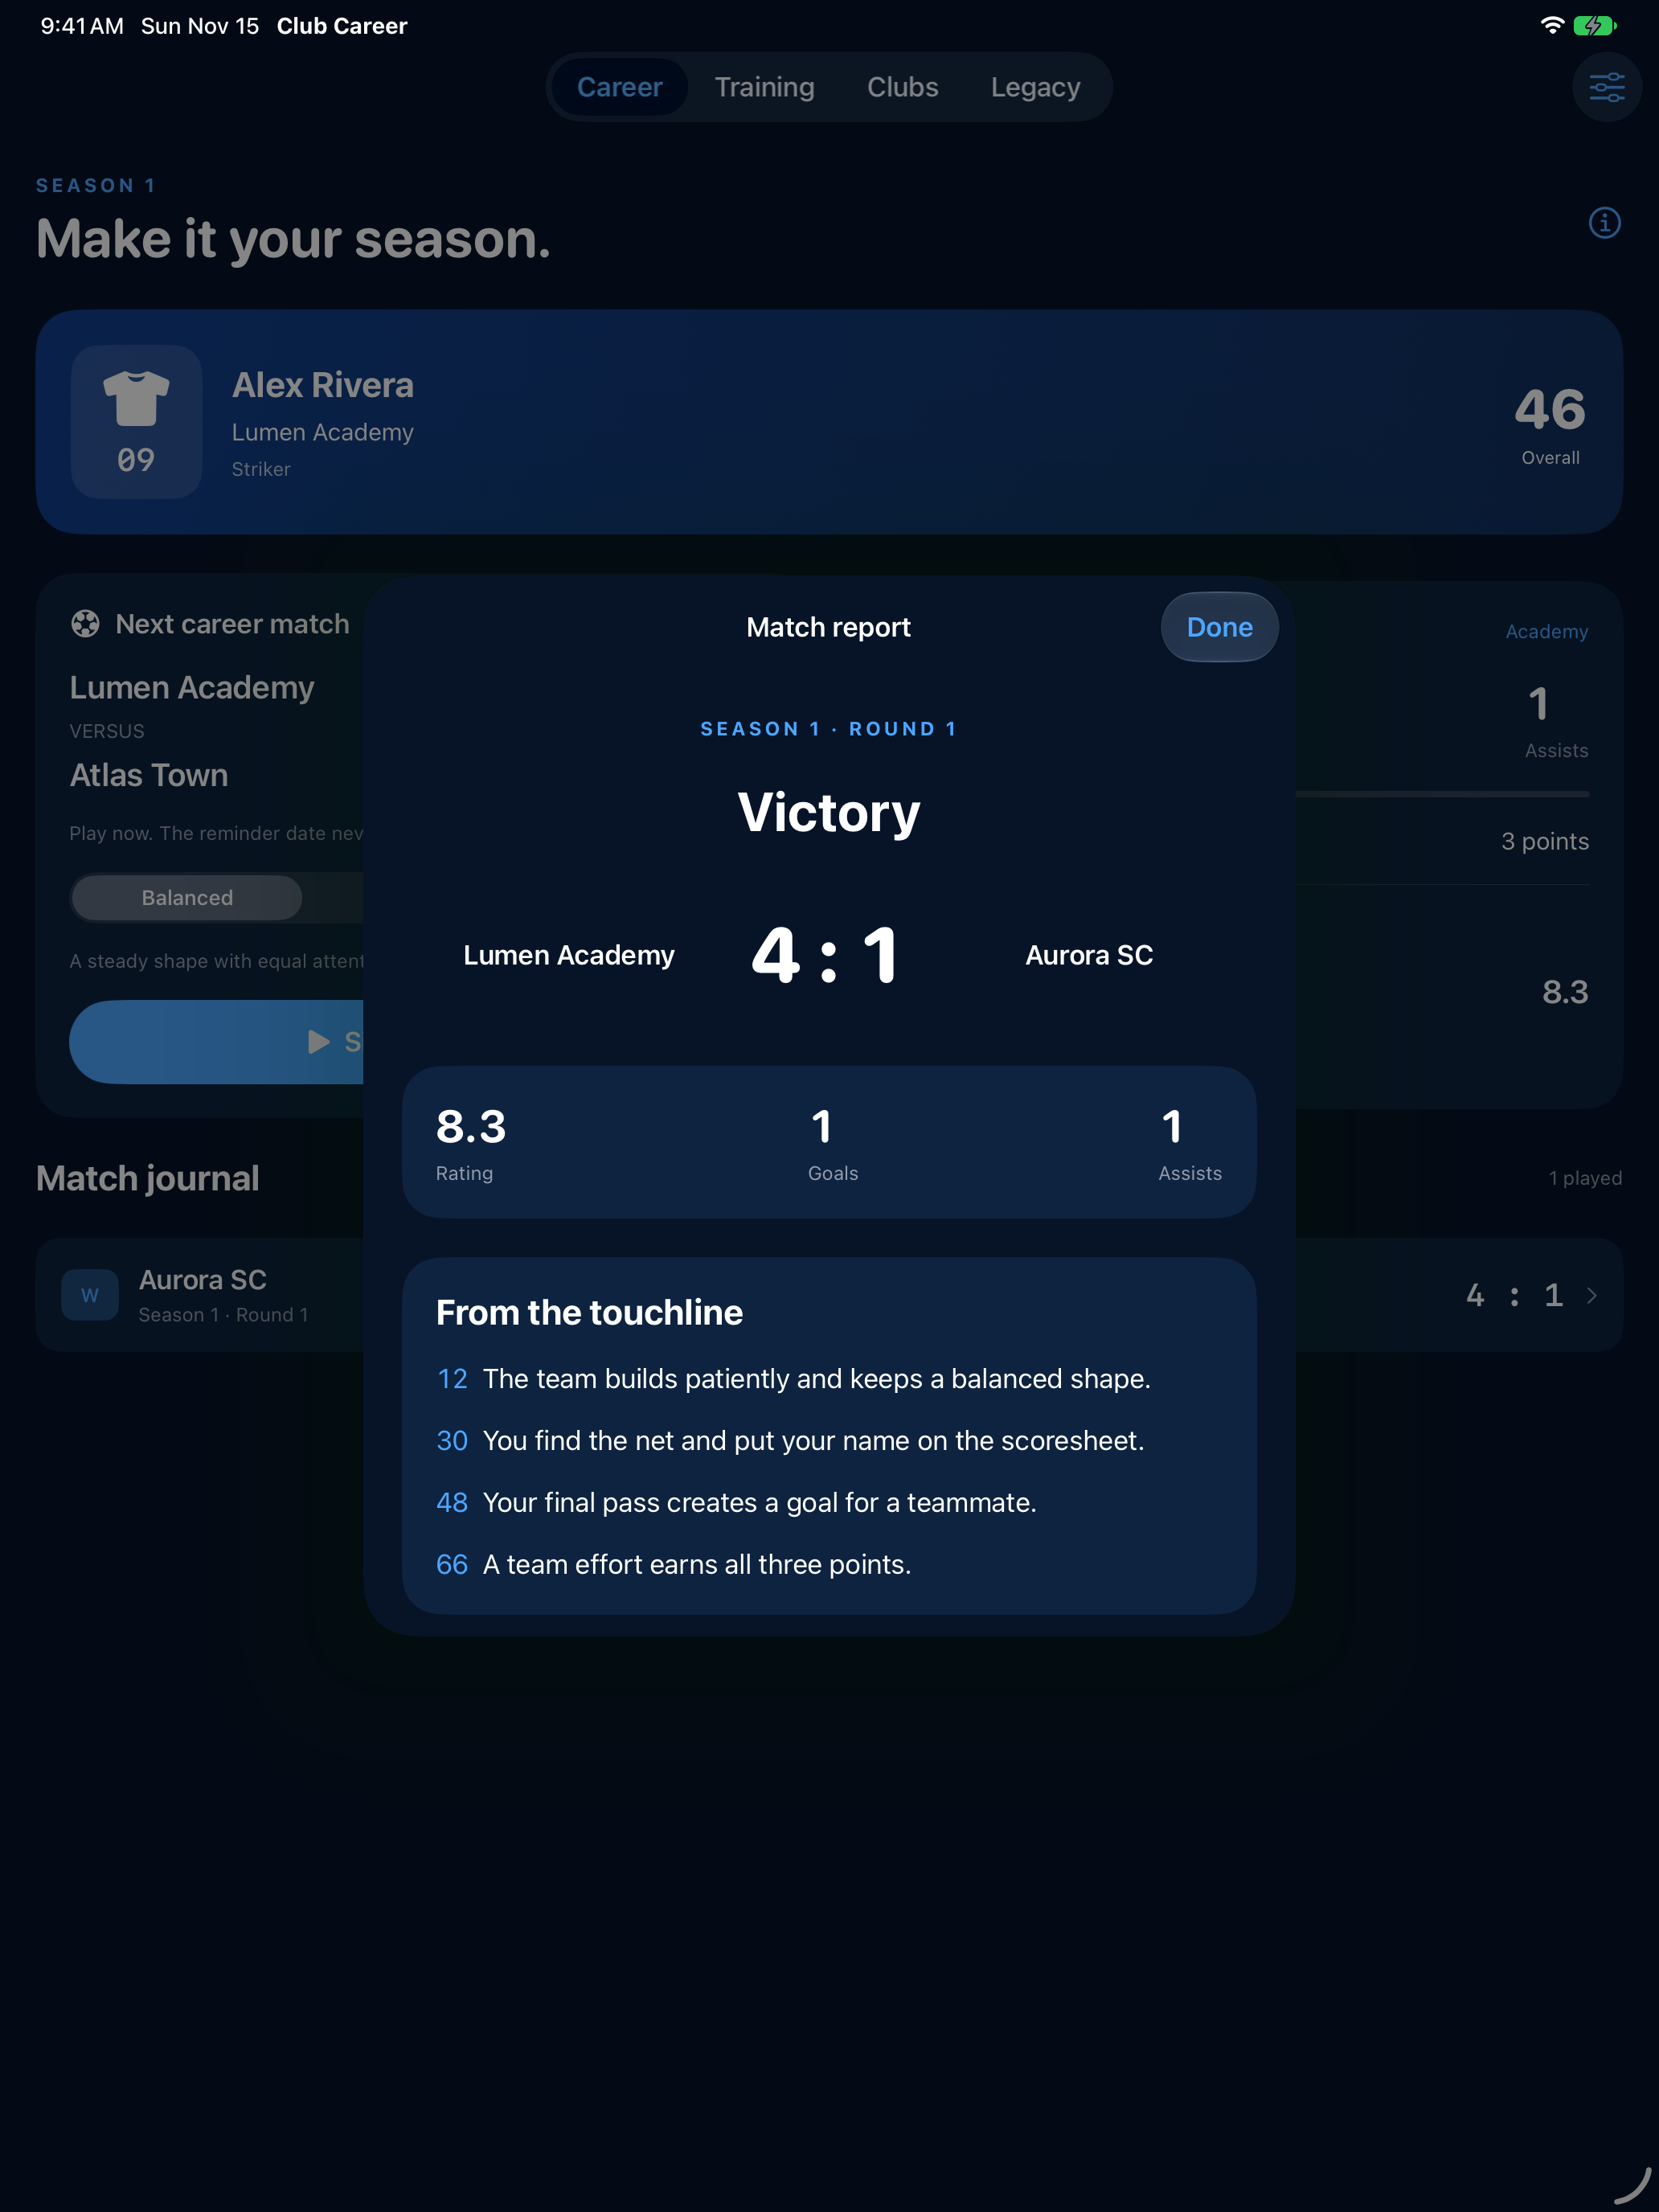 9:41 AM Sun Nov 15 Club Career
Career Training Clubs Legacy
SEASON 1
Make it your season.
09
Alex Rivera
Lumen Academy
Striker
46
Overall
Next career match
Lumen Academy
VERSUS
Atlas Town
Play now. The reminder date nev
Balanced
A steady shape with equal attent
S
Academy
1
Assists
3 points
8.3
Match report
Done
SEASON 1 · ROUND 1
Victory
Lumen Academy 4 : 1 Aurora SC
8.3 1 1
Rating Goals Assists
From the touchline
12 The team builds patiently and keeps a balanced shape.
30 You find the net and put your name on the scoresheet.
48 Your final pass creates a goal for a teammate.
66 A team effort earns all three points.
Match journal
1 played
W
Aurora SC
Season 1 · Round 1
4 : 1